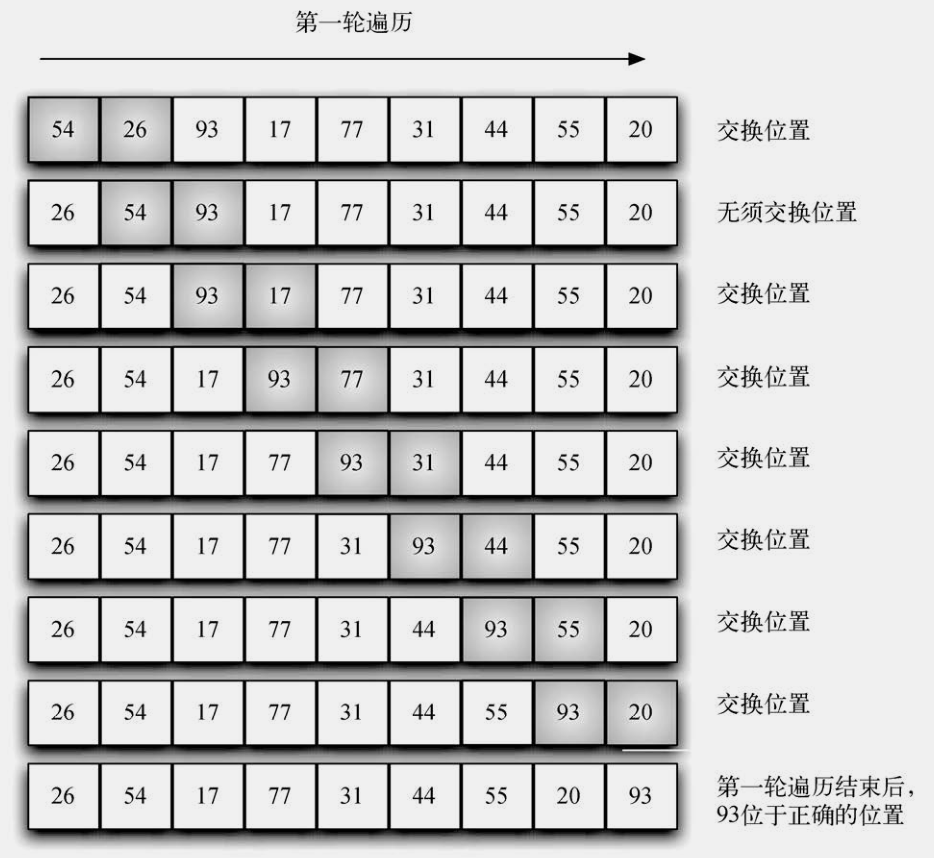 第一轮遍历
54 26 93 17 77 31 44 55 20 交换位置
26 54 93 17 77 31 44 55 20 无须交换位置
26 54 93 17 77 31 44 55 20 交换位置
26 54 17 93 77 31 44 55 20 交换位置
26 54 17 77 93 31 44 55 20 交换位置
26 54 17 77 31 93 44 55 20 交换位置
26 54 17 77 31 44 93 55 20 交换位置
26 54 17 77 31 44 55 93 20 交换位置
26 54 17 77 31 44 55 20 93 第一轮遍历结束后，
93位于正确的位置